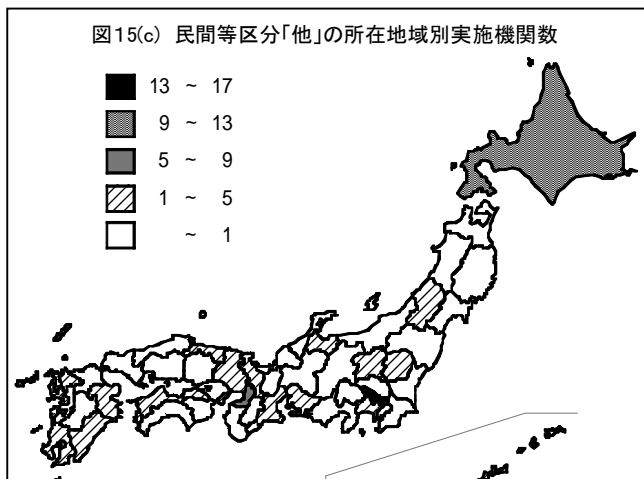 図15(c) 民間等区分「他」の所在地域別実施機関数
13 ~ 17
9 ~ 13
5 ~ 9
1 ~ 5
~ 1